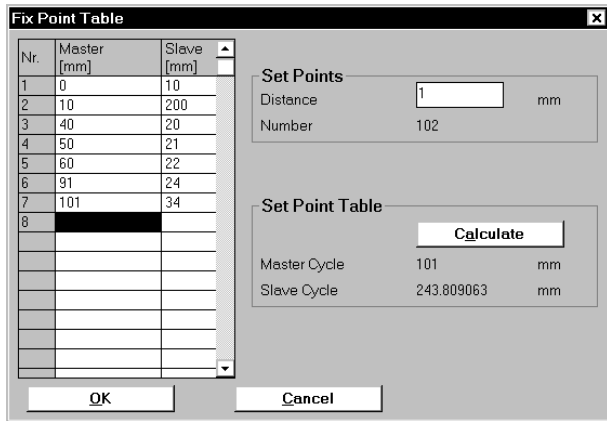 Fix Point Table
Nr. Master [mm] Slave [mm]
1 0 10
2 10 200
3 40 20
4 50 21
5 60 22
6 91 24
7 101 34
8
Set Points
Distance 1 mm
Number 102
Set Point Table
Calculate
Master Cycle 101 mm
Slave Cycle 243.809063 mm
OK Cancel